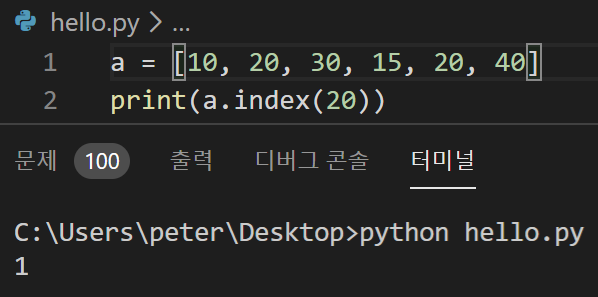 hello.py > ...
1 a = [10, 20, 30, 15, 20, 40]
2 print(a.index(20))
문제 100 출력 디버그 콘솔 터미널
C:\Users\peter\Desktop>python hello.py
1